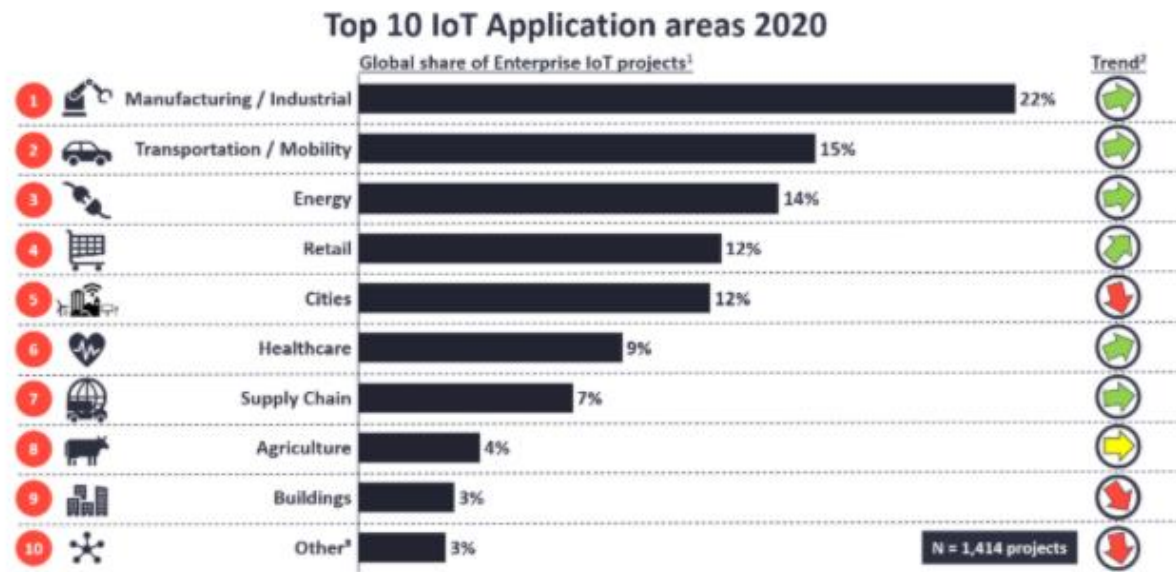 Top 10 IoT Application areas 2020
Global share of Enterprise IoT projects¹ Trend²
1 Manufacturing / Industrial 22%
2 Transportation / Mobility 15%
3 Energy 14%
4 Retail 12%
5 Cities 12%
6 Healthcare 9%
7 Supply Chain 7%
8 Agriculture 4%
9 Buildings 3%
10 Other³ 3%
N = 1,414 projects